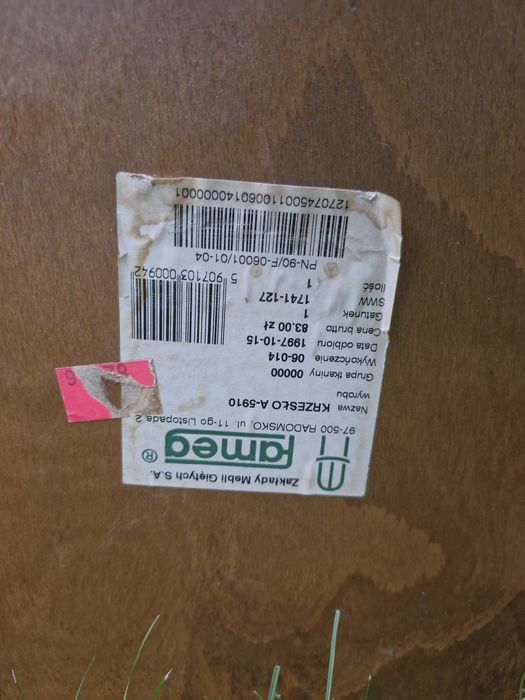 Zakłady Mebli Giętych S.A.
fameg ®
97-500 RADOMSKO, ul. 11-go Listopada 2
Nazwa KRZESŁO A-5910
wyrobu
Grupa tkaniny 00000
Wykończenie 06-014
Data odbioru 1997-10-15
Cena brutto 83.00 zł
Gatunek 1
SWW 1741-127
Ilość 1
5 907103 000942
PN-90/F-06001/01-04
1270745001100601400000001